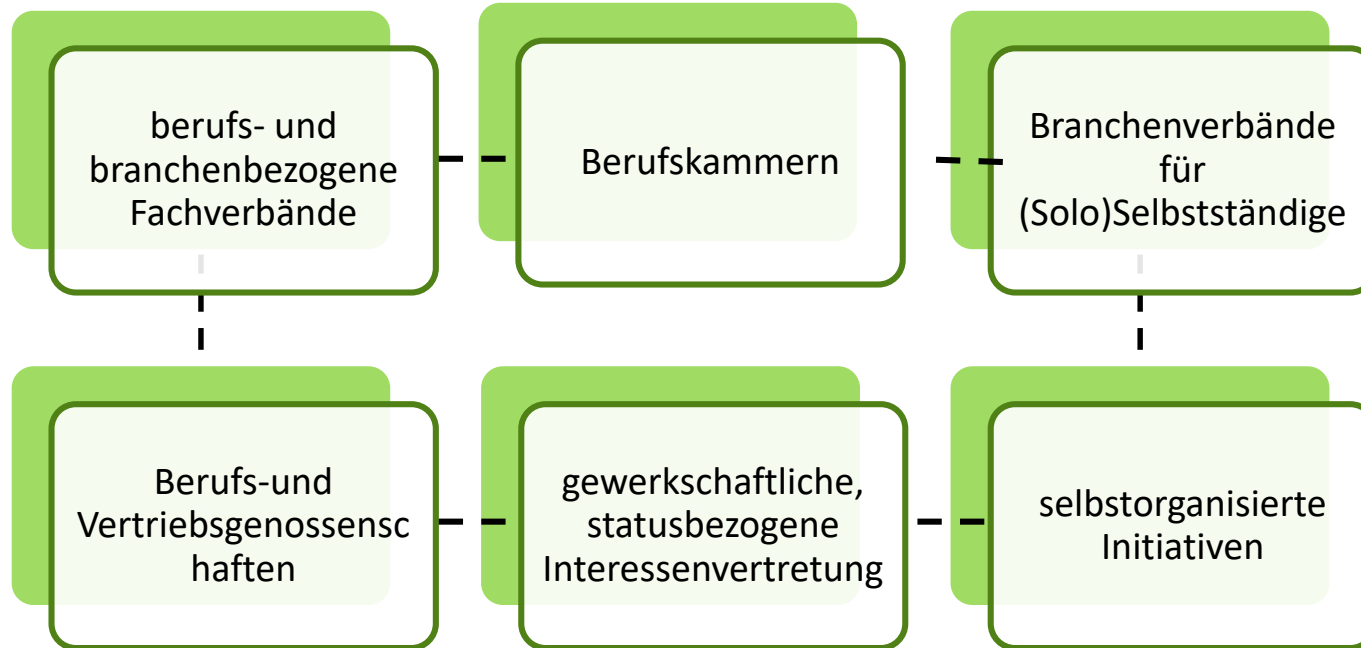 berufs- und
branchenbezogene
Fachverbände
Berufskammern
Branchenverbände
für
(Solo)Selbstständige
Berufs-und
Vertriebsgenossensc
haften
gewerkschaftliche,
statusbezogene
Interessenvertretung
selbstorganisierte
Initiativen